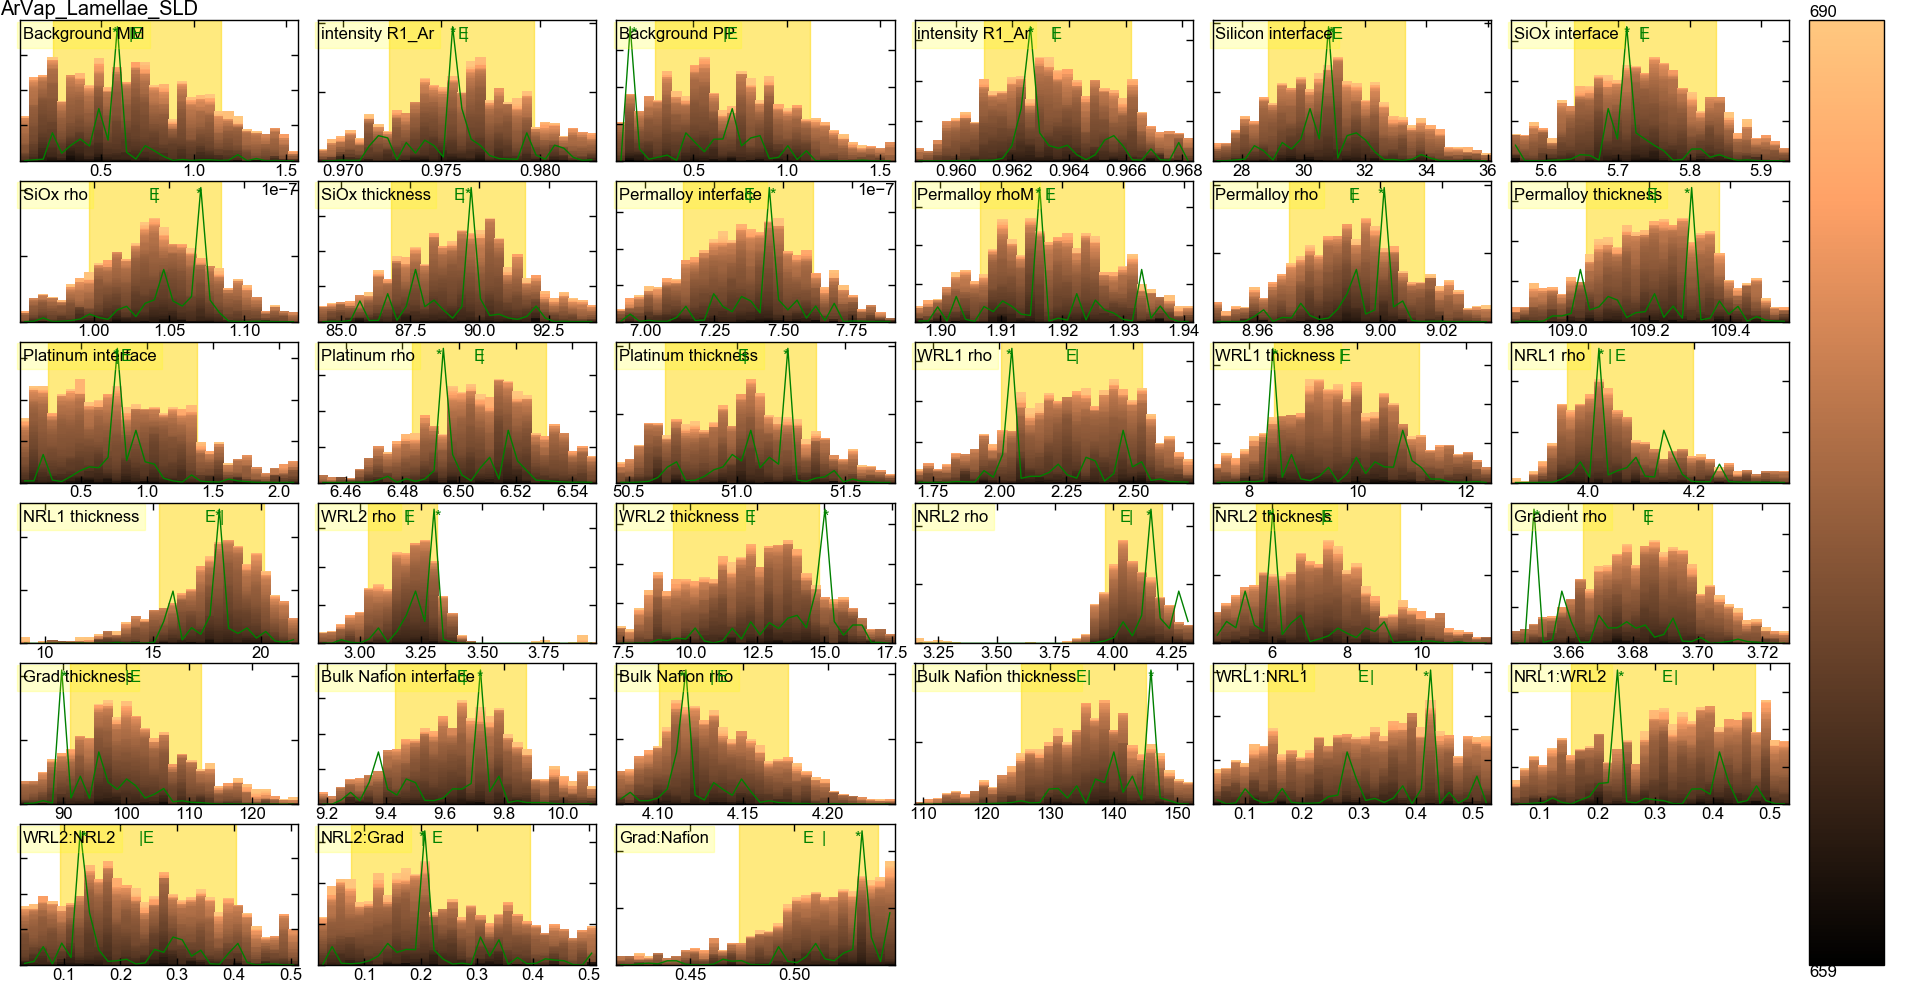 ArVap_Lamellae_SLD
690
Background MM * |E
intensity R1_Ar * E|
Background PP * |E
intensity R1_Ar * |E
Silicon interface * |E
SiOx interface * |E
0.5 1.0 1.5
0.970 0.975 0.980
0.5 1.0 1.5
0.960 0.962 0.964 0.966 0.968
28 30 32 34 36
5.6 5.7 5.8 5.9
SiOx rho E| * 1e-7
SiOx thickness E| *
Permalloy interface E| * 1e-7
Permalloy rhoM * |E
Permalloy rho |E *
Permalloy thickness E| *
1.00 1.05 1.10
85.0 87.5 90.0 92.5
7.00 7.25 7.50 7.75
1.90 1.91 1.92 1.93 1.94
8.96 8.98 9.00 9.02
109.0 109.2 109.4
Platinum interface * |E
Platinum rho * E|
Platinum thickness E| *
WRL1 rho * E|
WRL1 thickness * |E
NRL1 rho * | E
0.5 1.0 1.5 2.0
6.46 6.48 6.50 6.52 6.54
50.5 51.0 51.5
1.75 2.00 2.25 2.50
8 10 12
4.0 4.2
NRL1 thickness E * |
WRL2 rho |E *
WRL2 thickness E| *
NRL2 rho E| *
NRL2 thickness * |E
Gradient rho * |E
10 15 20
3.00 3.25 3.50 3.75
7.5 10.0 12.5 15.0 17.5
3.25 3.50 3.75 4.00 4.25
6 8 10
3.66 3.68 3.70 3.72
Grad thickness * |E
Bulk Nafion interface E| *
Bulk Nafion rho * |E
Bulk Nafion thickness E| *
WRL1:NRL1 E| *
NRL1:WRL2 * E|
90 100 110 120
9.2 9.4 9.6 9.8 10.0
4.10 4.15 4.20
110 120 130 140 150
0.1 0.2 0.3 0.4 0.5
0.1 0.2 0.3 0.4 0.5
WRL2:NRL2 * |E
NRL2:Grad * E
Grad:Nafion E | *
0.1 0.2 0.3 0.4 0.5
0.1 0.2 0.3 0.4 0.5
0.45 0.50
659